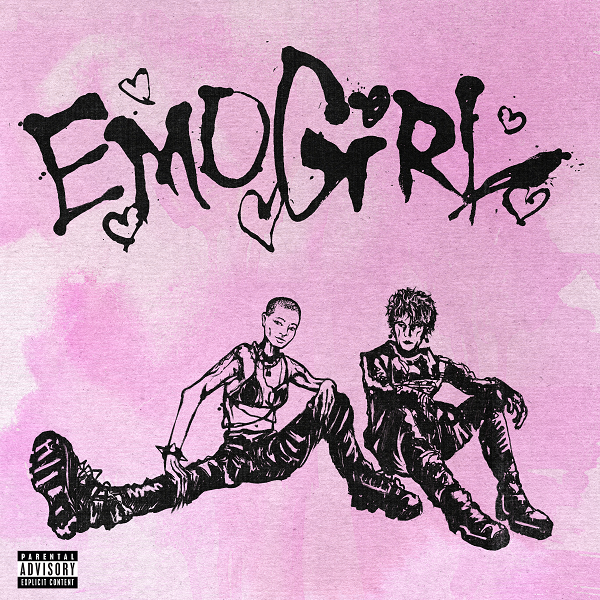 EMOGiRL
PARENTAL
ADVISORY
EXPLICIT CONTENT